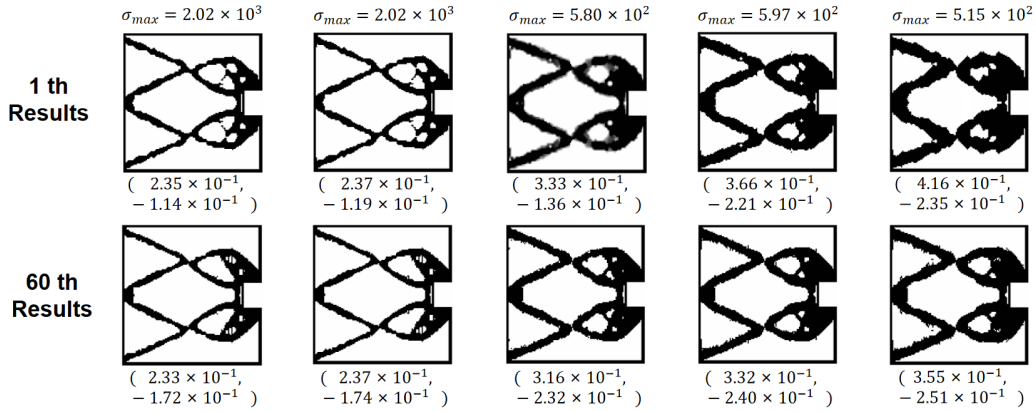 σ_max = 2.02 × 10³ σ_max = 2.02 × 10³ σ_max = 5.80 × 10² σ_max = 5.97 × 10² σ_max = 5.15 × 10²
1 th
Results
( 2.35 × 10⁻¹, ( 2.37 × 10⁻¹, ( 3.33 × 10⁻¹, ( 3.66 × 10⁻¹, ( 4.16 × 10⁻¹,
− 1.14 × 10⁻¹ ) − 1.19 × 10⁻¹ ) − 1.36 × 10⁻¹ ) − 2.21 × 10⁻¹ ) − 2.35 × 10⁻¹ )
60 th
Results
( 2.33 × 10⁻¹, ( 2.37 × 10⁻¹, ( 3.16 × 10⁻¹, ( 3.32 × 10⁻¹, ( 3.55 × 10⁻¹,
− 1.72 × 10⁻¹ ) − 1.74 × 10⁻¹ ) − 2.32 × 10⁻¹ ) − 2.40 × 10⁻¹ ) − 2.51 × 10⁻¹ )